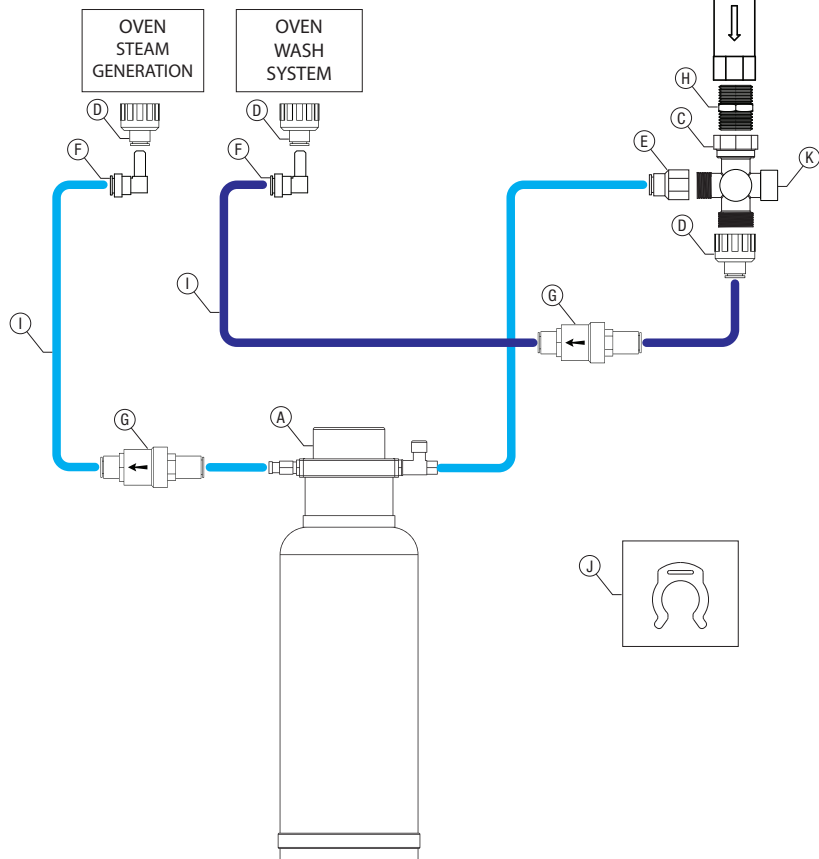 OVEN
STEAM
GENERATION
OVEN
WASH
SYSTEM
D
D
H
C
F
F
E
K
D
I
I
G
G
A
J